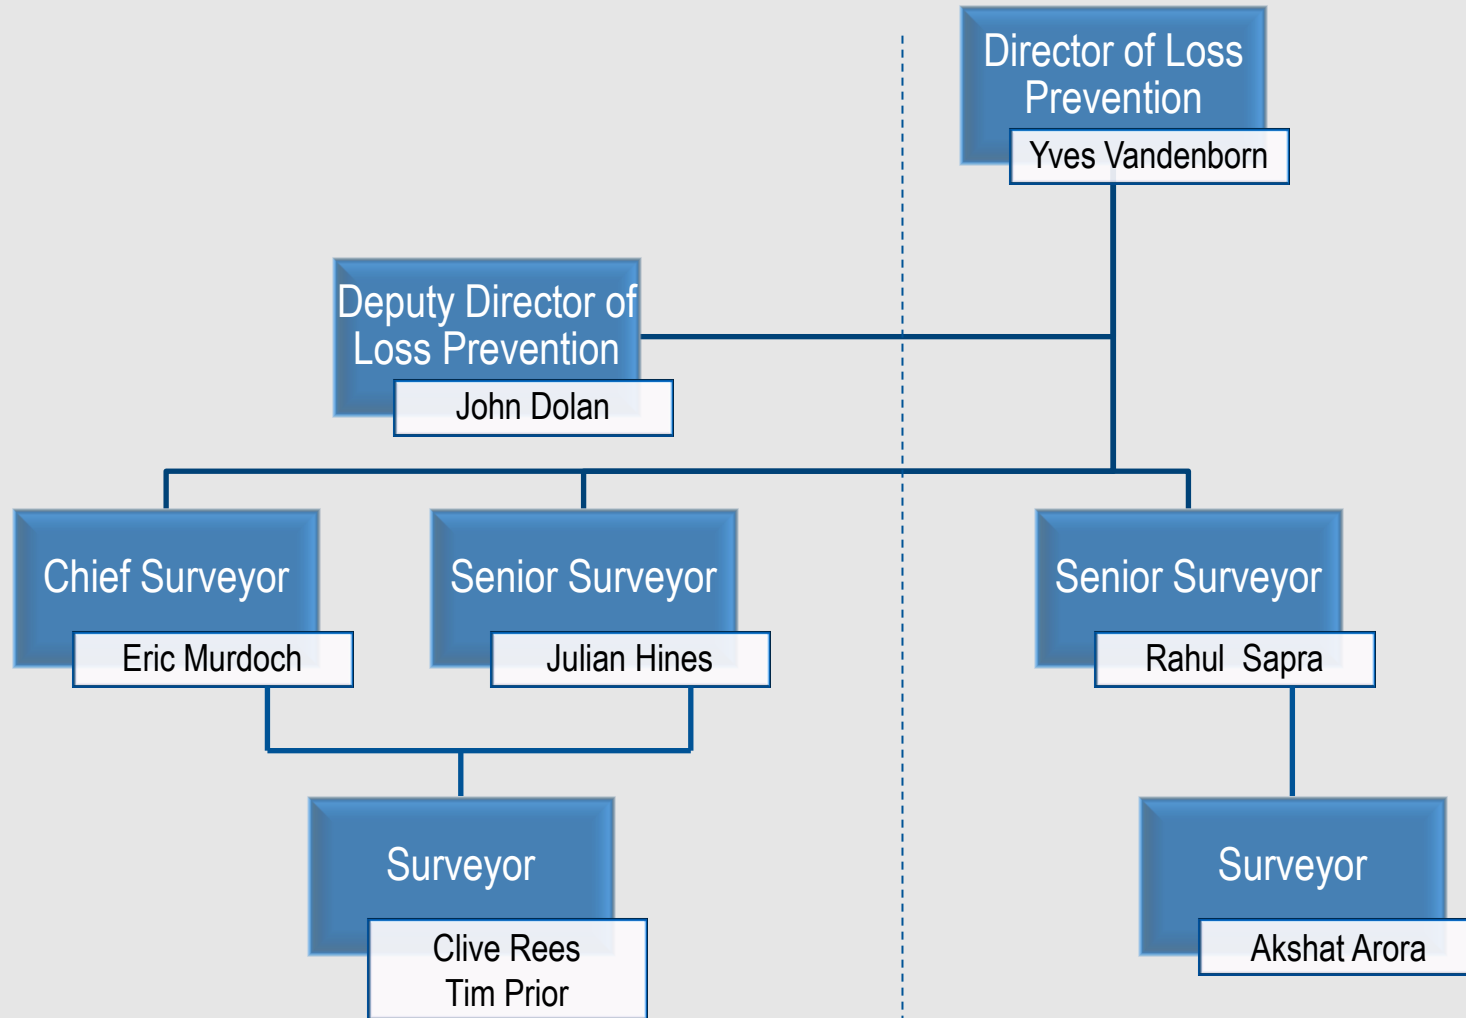 Director of Loss
Prevention
Yves Vandenborn
Deputy Director of
Loss Prevention
John Dolan
Chief Surveyor
Eric Murdoch
Senior Surveyor
Julian Hines
Senior Surveyor
Rahul Sapra
Surveyor
Clive Rees
Tim Prior
Surveyor
Akshat Arora